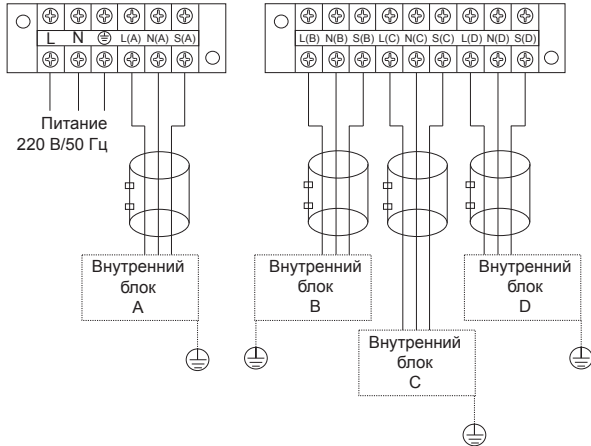 L N L(A) N(A) S(A)
L(B) N(B) S(B) L(C) N(C) S(C) L(D) N(D) S(D)
Питание
220 В/50 Гц
Внутренний
блок
A
Внутренний
блок
B
Внутренний
блок
C
Внутренний
блок
D